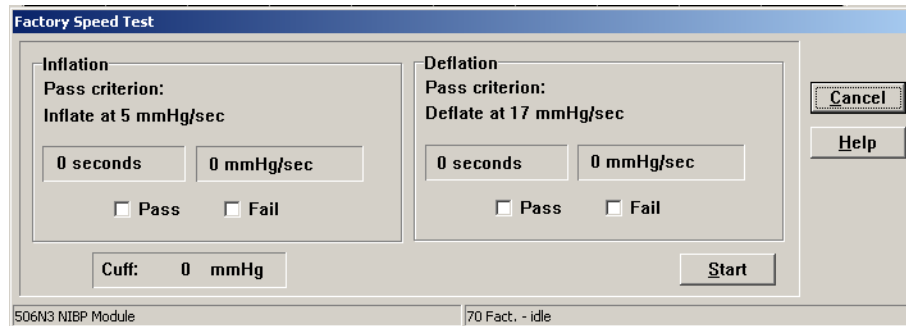 Factory Speed Test
Inflation
Pass criterion:
Inflate at 5 mmHg/sec
0 seconds
0 mmHg/sec
Pass
Fail
Deflation
Pass criterion:
Deflate at 17 mmHg/sec
0 seconds
0 mmHg/sec
Pass
Fail
Cancel
Help
Cuff: 0 mmHg
Start
506N3 NIBP Module
70 Fact. - idle